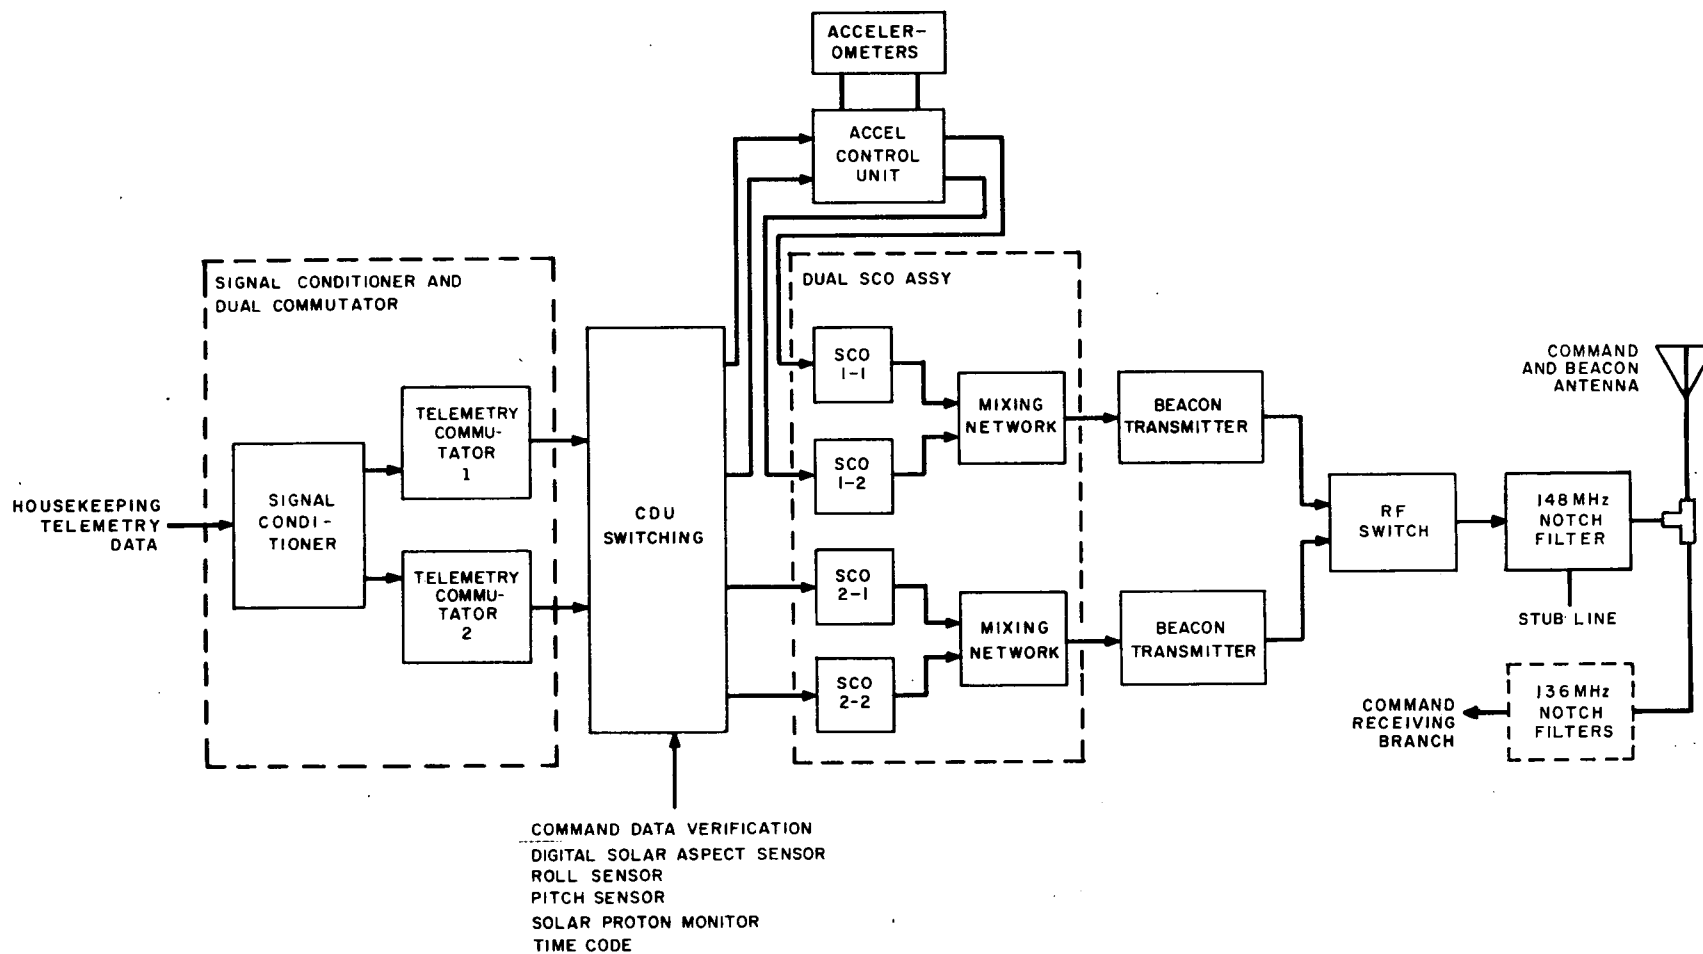 ACCELER-
OMETERS
ACCEL
CONTROL
UNIT
SIGNAL CONDITIONER AND
DUAL COMMUTATOR
DUAL SCO ASSY
HOUSEKEEPING
TELEMETRY
DATA
SIGNAL
CONDI-
TIONER
TELEMETRY
COMMU-
TATOR
1
TELEMETRY
COMMU-
TATOR
2
CDU
SWITCHING
SCO
1-1
SCO
1-2
SCO
2-1
SCO
2-2
MIXING
NETWORK
MIXING
NETWORK
BEACON
TRANSMITTER
BEACON
TRANSMITTER
RF
SWITCH
COMMAND
AND BEACON
ANTENNA
148 MHz
NOTCH
FILTER
STUB LINE
136 MHz
NOTCH
FILTERS
COMMAND
RECEIVING
BRANCH
COMMAND DATA VERIFICATION
DIGITAL SOLAR ASPECT SENSOR
ROLL SENSOR
PITCH SENSOR
SOLAR PROTON MONITOR
TIME CODE